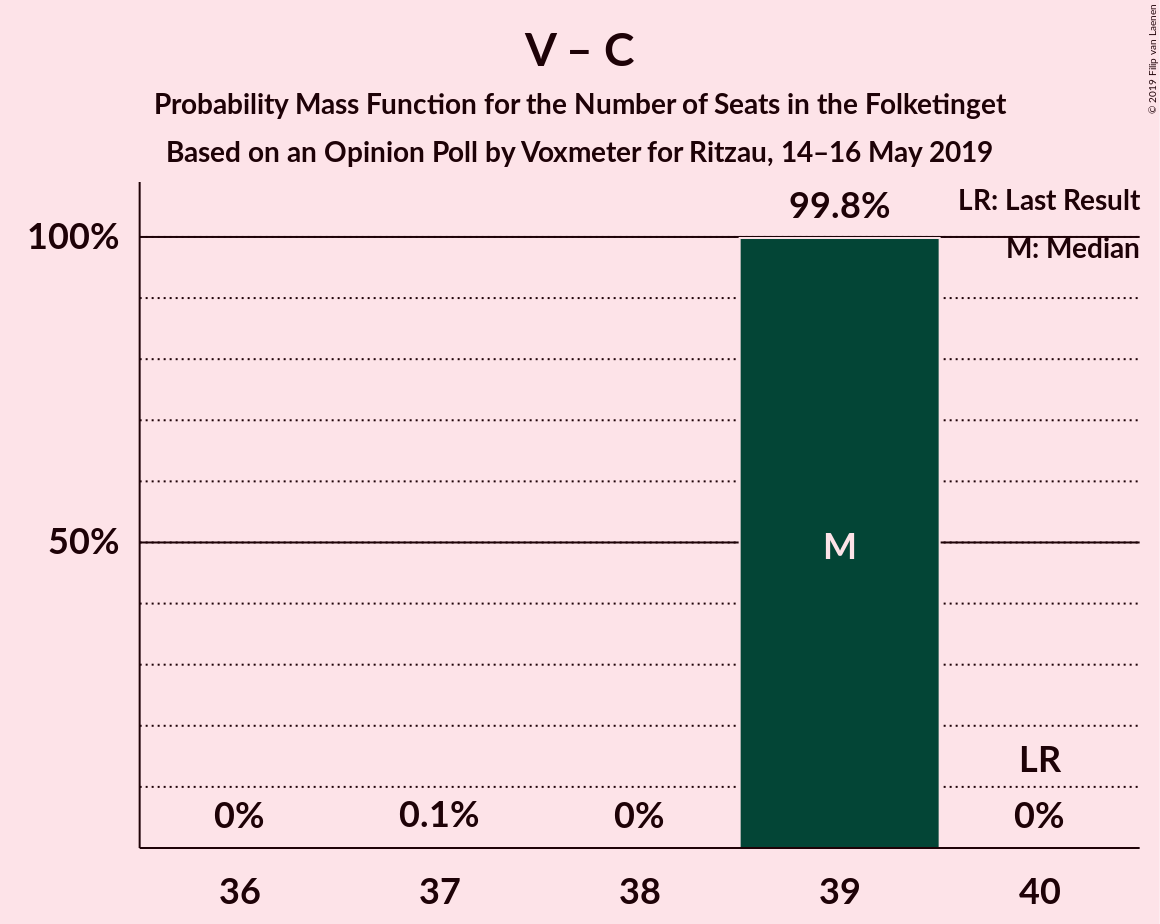 V – C
Probability Mass Function for the Number of Seats in the Folketinget
Based on an Opinion Poll by Voxmeter for Ritzau, 14–16 May 2019
© 2019 Filip van Laenen
LR: Last Result
M: Median
99.8%
100%
50%
M
LR
0%
0.1%
0%
0%
36
37
38
39
40